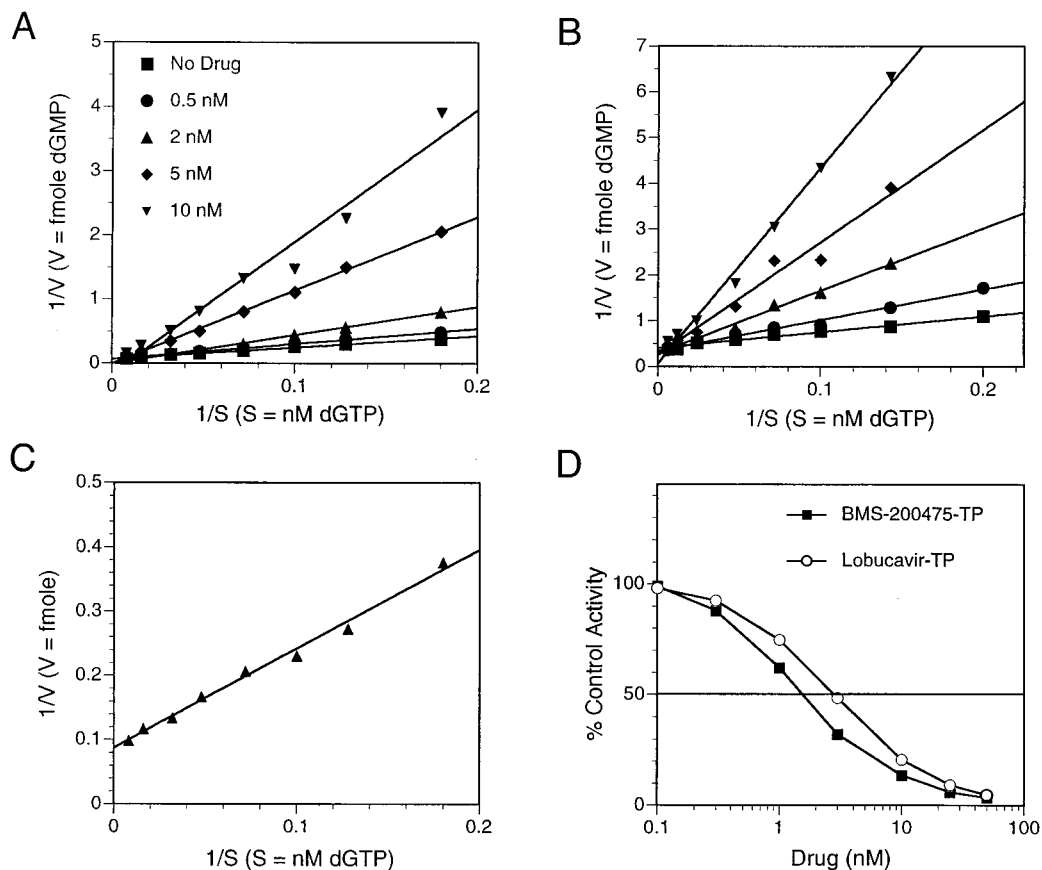 A
5
4
3
2
1
0
1/V (V = fmole dGMP)
No Drug
0.5 nM
2 nM
5 nM
10 nM
0
0.1
0.2
1/S (S = nM dGTP)
B
7
6
5
4
3
2
1
0
1/V (V = fmole dGMP)
0
0.1
0.2
1/S (S = nM dGTP)
C
0.5
0.4
0.3
0.2
0.1
0
1/V (V = fmole)
0
0.1
0.2
1/S (S = nM dGTP)
D
BMS-200475-TP
Lobucavir-TP
100
50
0
% Control Activity
0.1
1
10
100
Drug (nM)